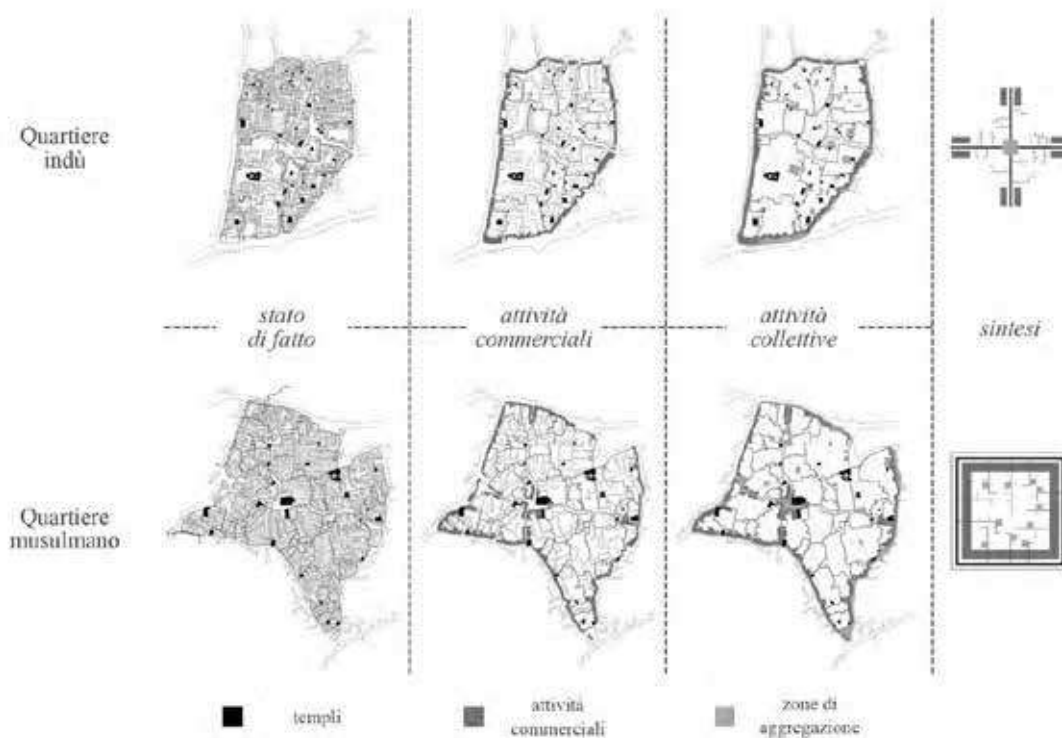 Quartiere
indù
stato
di fatto
attività
commerciali
attività
collettive
sintesi
Quartiere
musulmano
templi
attività
commerciali
zone di
aggregazione